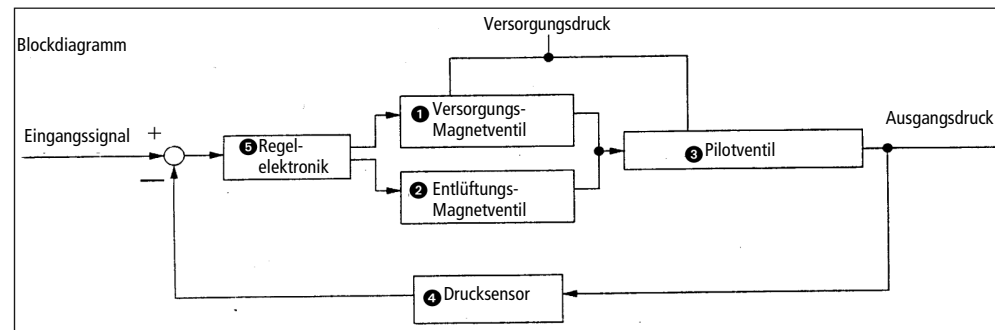 Versorgungsdruck
Blockdiagramm
❶ Versorgungs-
Magnetventil
Eingangssignal +
❺ Regel-
elektronik
❸ Pilotventil
Ausgangsdruck
—
❷ Entlüftungs-
Magnetventil
❹ Drucksensor